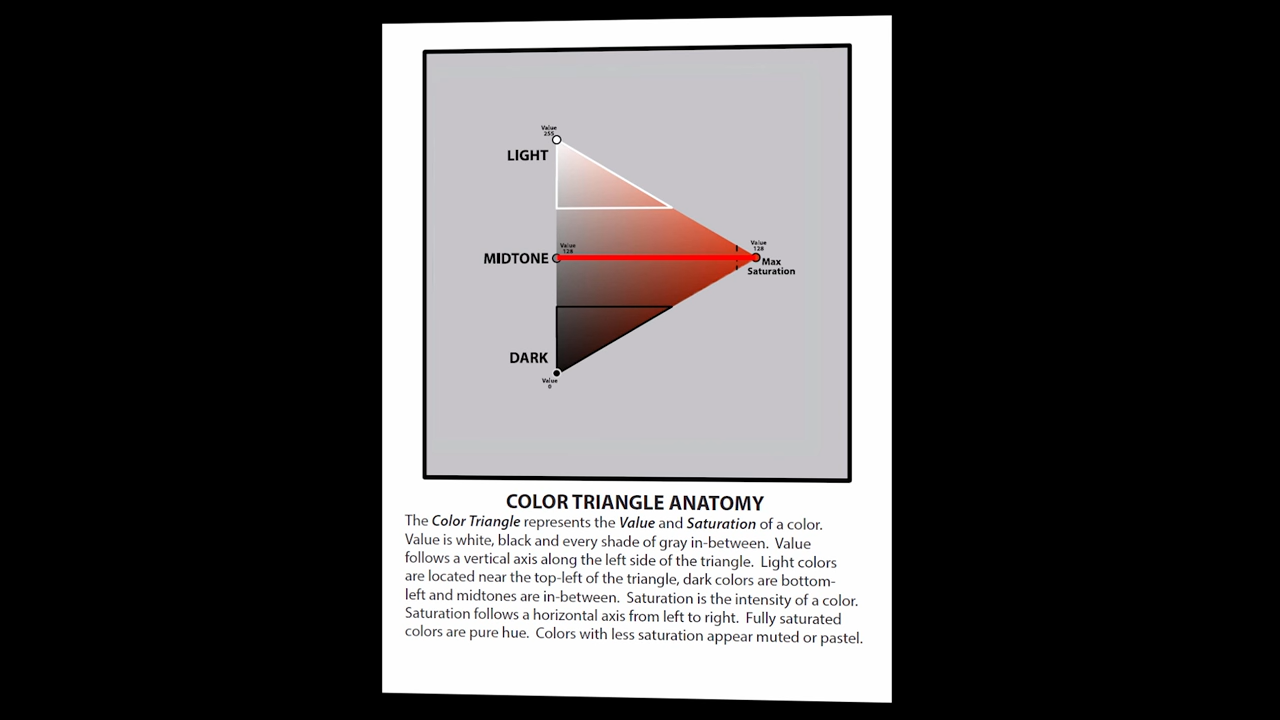 Value
255
LIGHT
Value
128
MIDTONE
Value
128
Max
Saturation
DARK
Value
0
COLOR TRIANGLE ANATOMY
The Color Triangle represents the Value and Saturation of a color.
Value is white, black and every shade of gray in-between. Value
follows a vertical axis along the left side of the triangle. Light colors
are located near the top-left of the triangle, dark colors are bottom-
left and midtones are in-between. Saturation is the intensity of a color.
Saturation follows a horizontal axis from left to right. Fully saturated
colors are pure hue. Colors with less saturation appear muted or pastel.